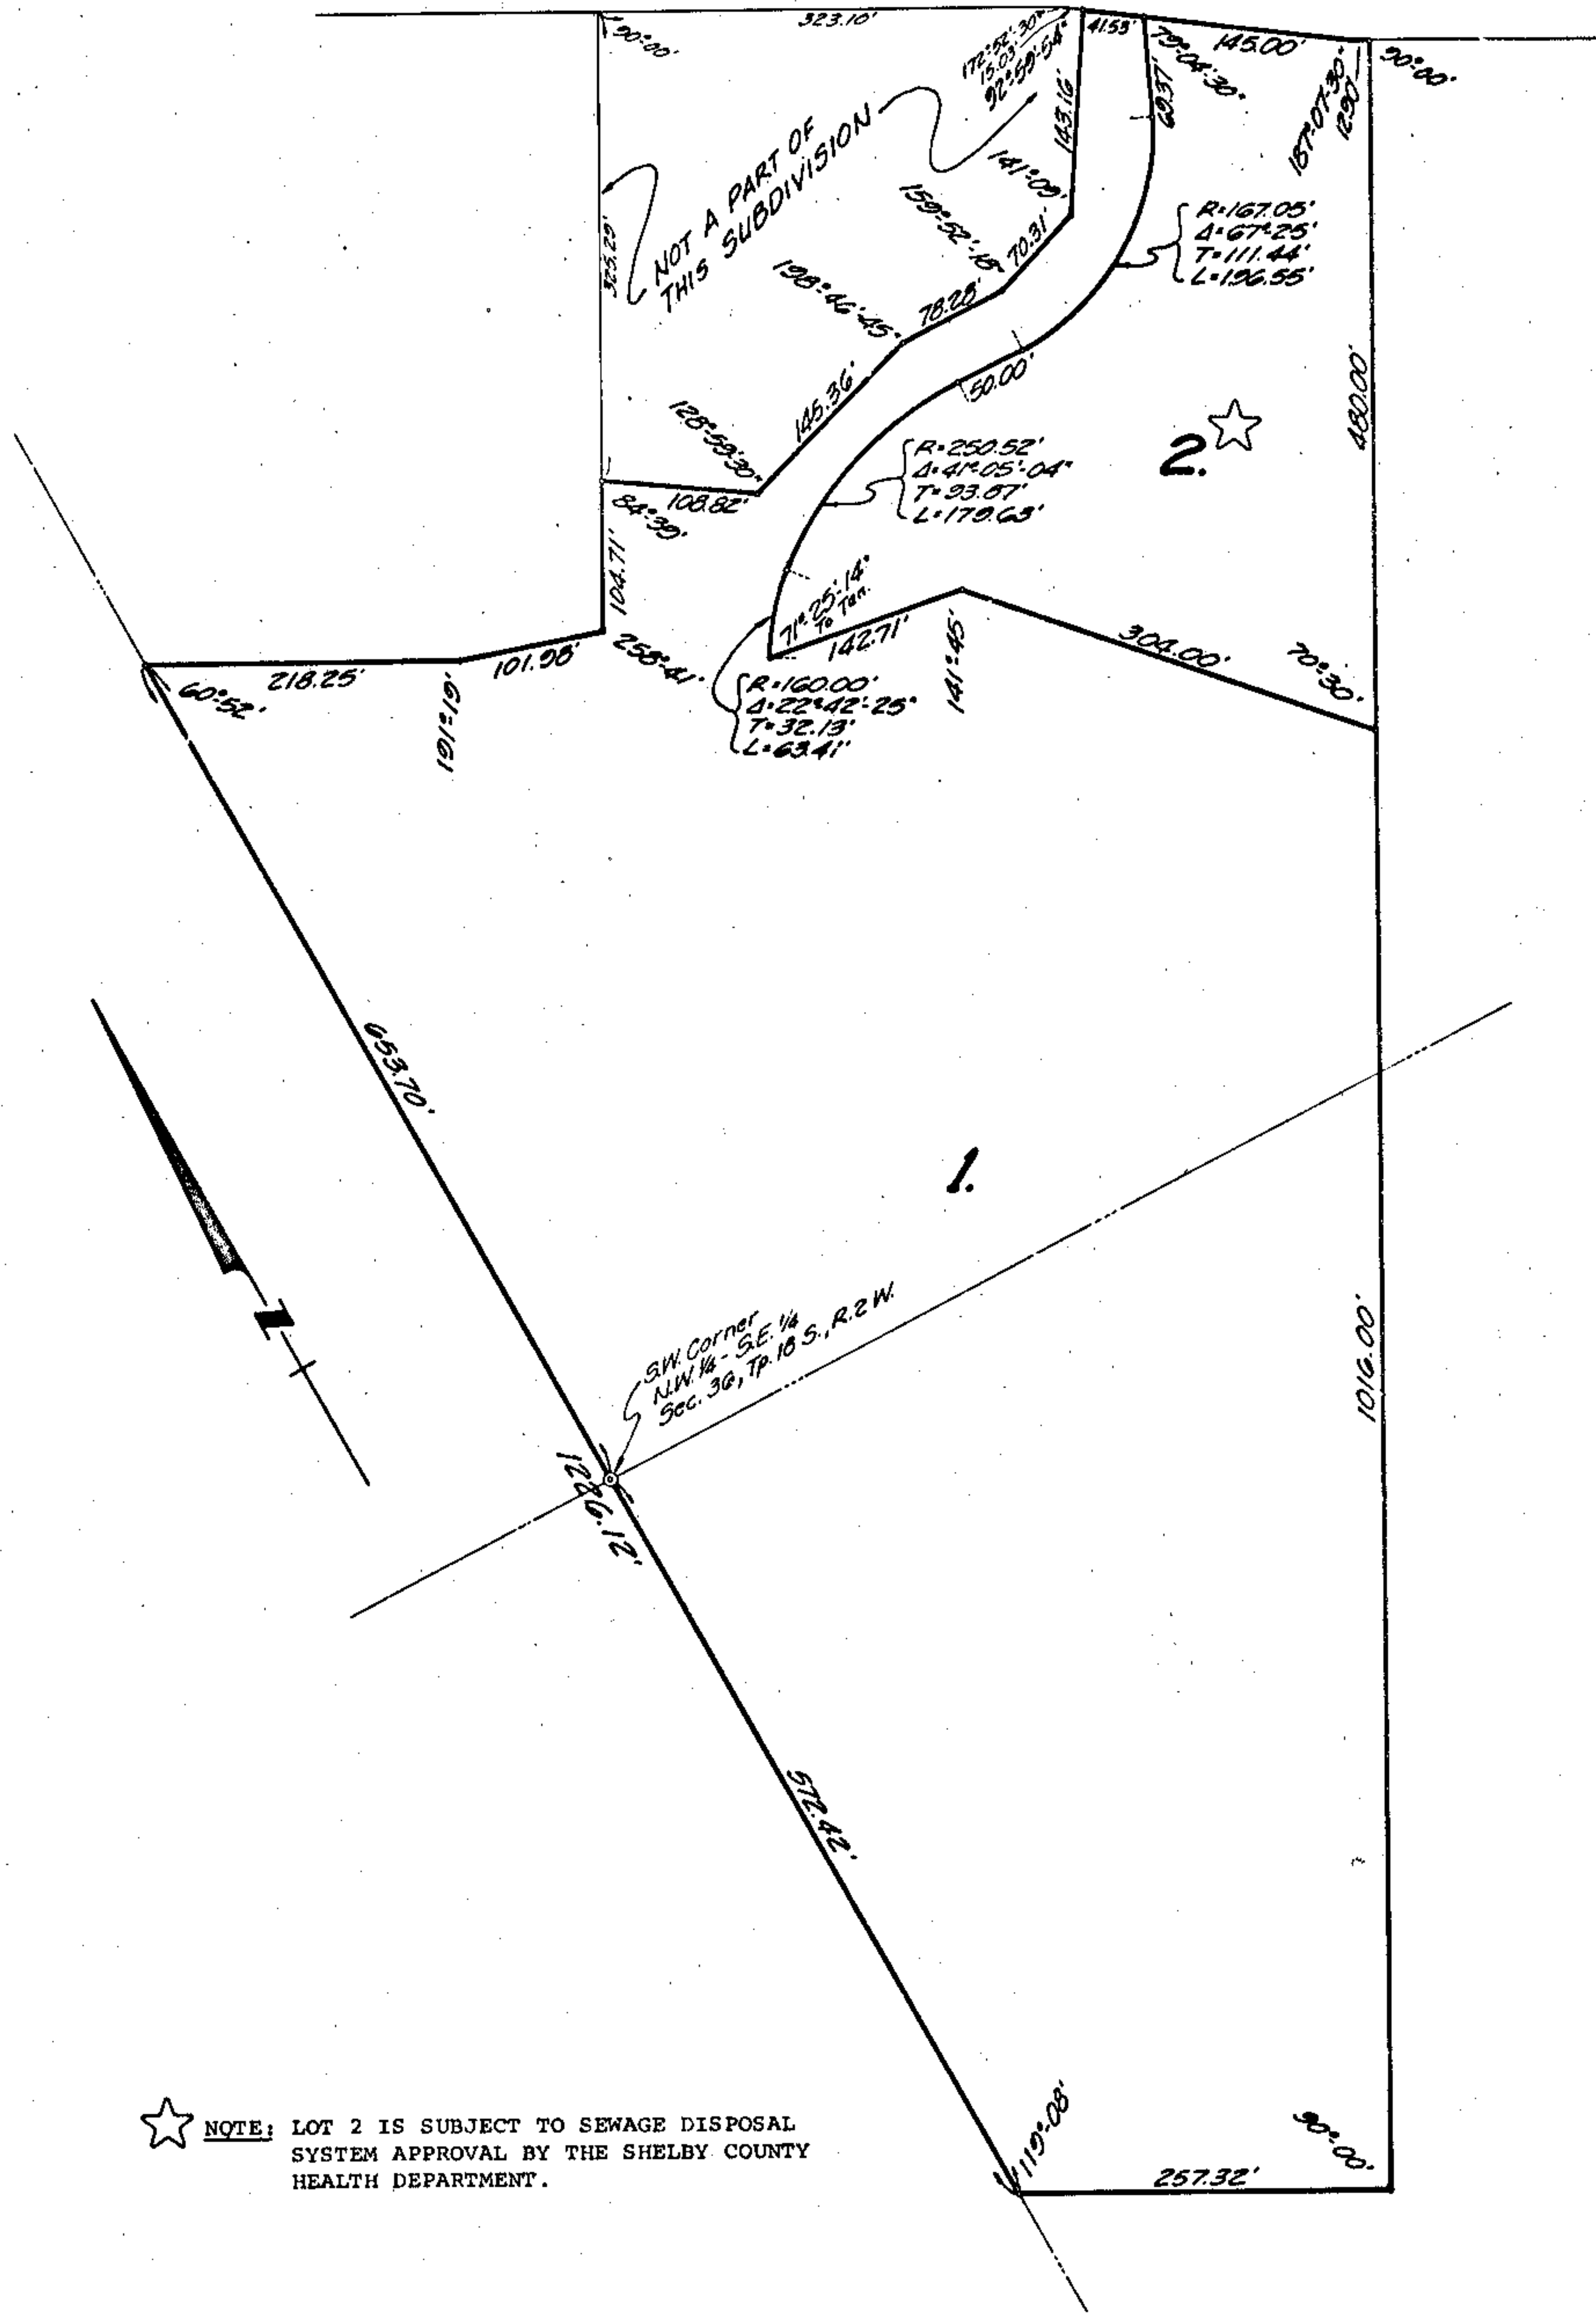 323.10'
90°-00'
172°-52'-30"
15.03'
92°-59'-54"
41.53'
79°-04'-30"
145.00'
187°-07'-30"
12.90'
90°-00'
69.37'
143.16'
NOT A PART OF
THIS SUBDIVISION
325.29'
141°-09'
159°-52'-18"
70.31'
198°-46'-45"
78.28'
R=167.05'
Δ=67°-25'
T=111.44'
L=196.55'
50.00'
480.00'
145.36'
128°-59'-30"
108.82'
84°-39'
2.
R=250.52'
Δ=41°-05'-04"
T=93.87'
L=179.63'
104.71'
71°-25'-14"
To Tan.
142.71'
141°-45'
304.00'
70°-30'
218.25'
60°-52'
191°-19'
101.98'
258°-41'
R=160.00'
Δ=22°-42'-25"
T=32.13'
L=63.41'
653.70'
1.
S.W. Corner
N.W. 1/4 - S.E. 1/4
Sec. 36, Tp. 18 S., R. 2 W.
N
1016.00'
1226.12'
572.42'
119°-08'
90°-00'
257.32'
NOTE: LOT 2 IS SUBJECT TO SEWAGE DISPOSAL
SYSTEM APPROVAL BY THE SHELBY COUNTY
HEALTH DEPARTMENT.